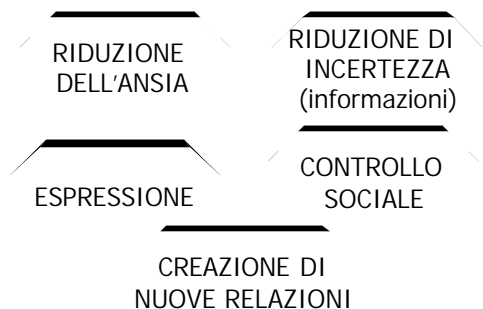 RIDUZIONE
DELL'ANSIA
RIDUZIONE DI
INCERTEZZA
(informazioni)
ESPRESSIONE
CONTROLLO
SOCIALE
CREAZIONE DI
NUOVE RELAZIONI